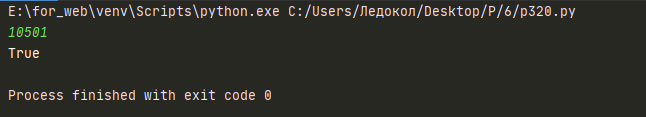 E:\for_web\venv\Scripts\python.exe C:/Users/Ледокол/Desktop/P/6/p320.py
10501
True
Process finished with exit code 0